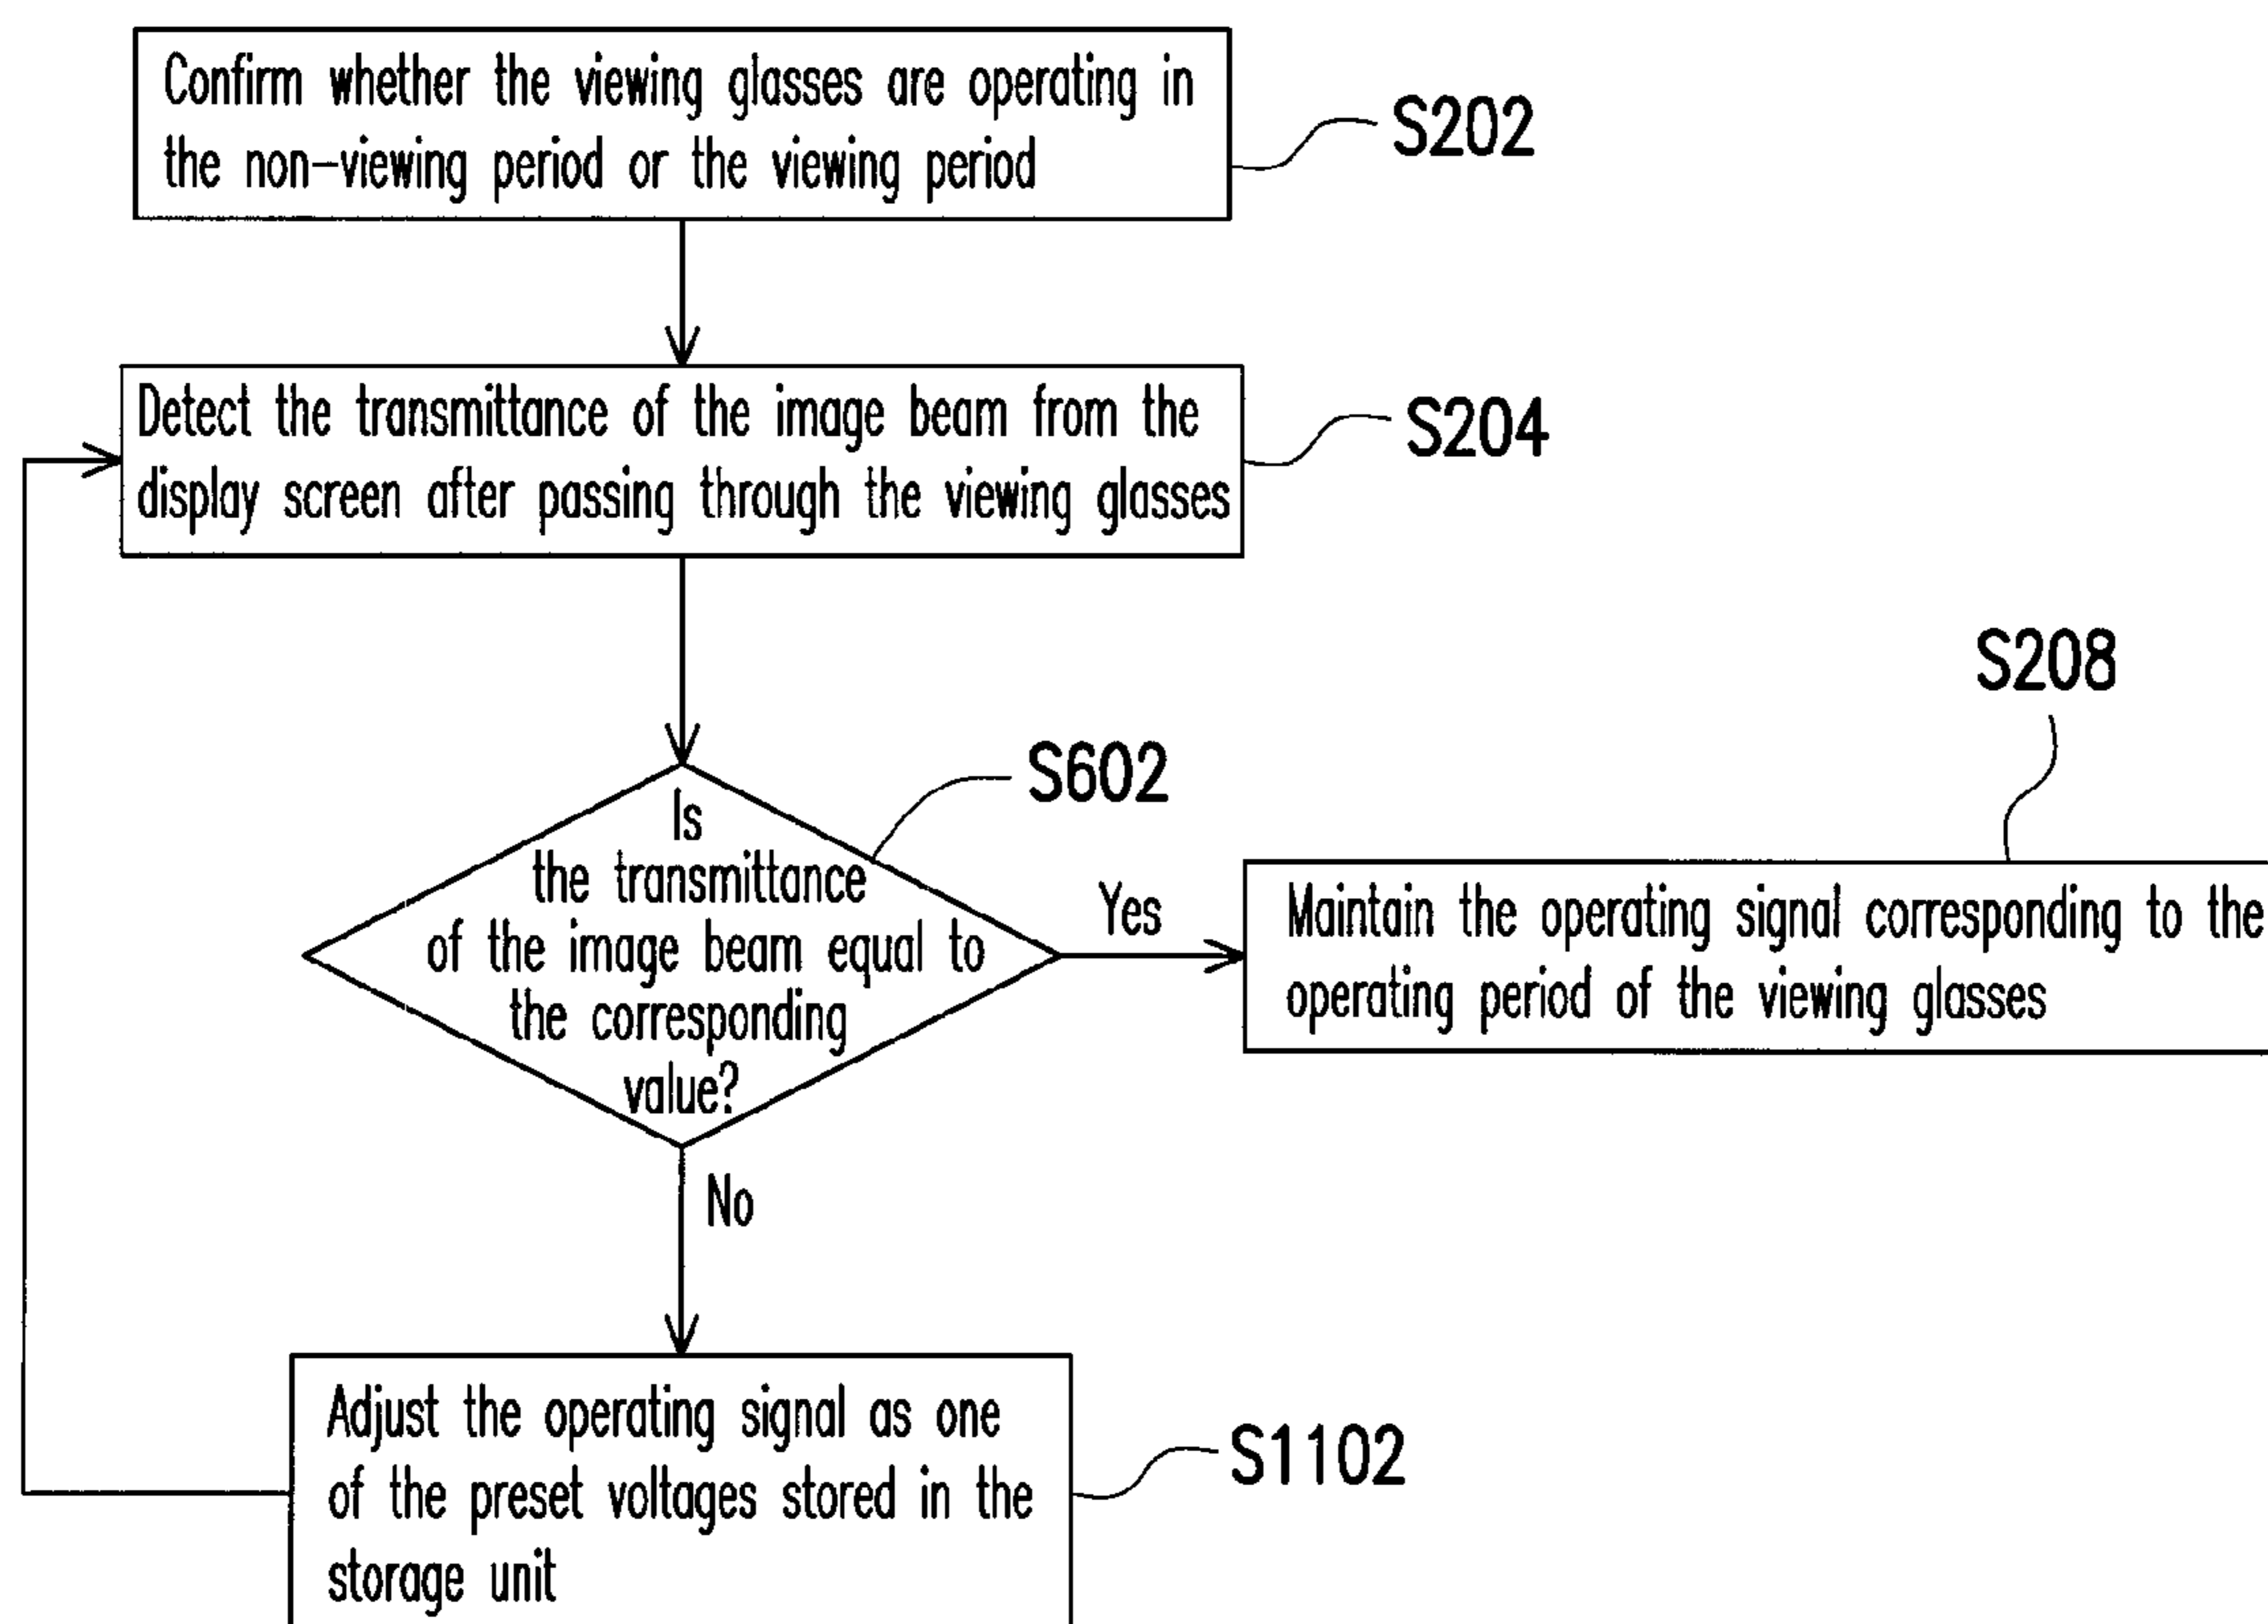 Confirm whether the viewing glasses are operating in
the non-viewing period or the viewing period
S202
Detect the transmittance of the image beam from the
display screen after passing through the viewing glasses
S204
Is
the transmittance
of the image beam equal to
the corresponding
value?
S602
Yes
S208
Maintain the operating signal corresponding to the
operating period of the viewing glasses
No
Adjust the operating signal as one
of the preset voltages stored in the
storage unit
S1102